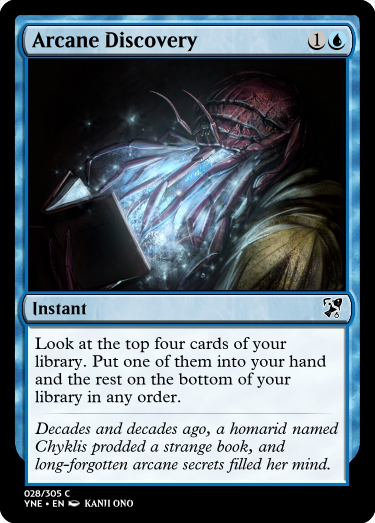 Arcane Discovery 1
Instant
Look at the top four cards of your
library. Put one of them into your hand
and the rest on the bottom of your
library in any order.
Decades and decades ago, a homarid named
Chyklis prodded a strange book, and
long-forgotten arcane secrets filled her mind.
028/305 C
YNE • EN KANJI ONO